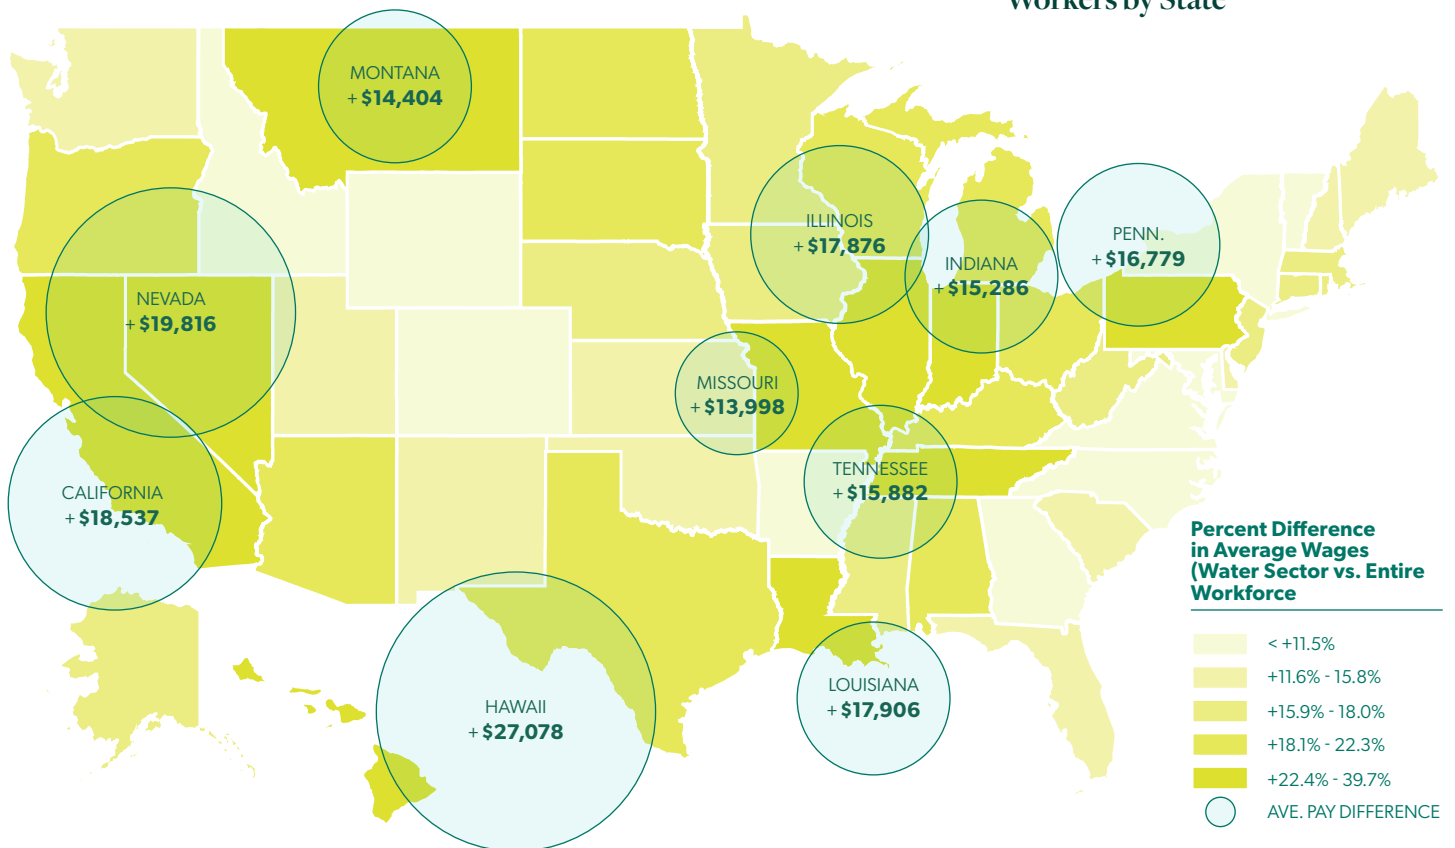 Workers by State
MONTANA
+ $14,404
ILLINOIS
+ $17,876
INDIANA
+ $15,286
PENN.
+ $16,779
NEVADA
+ $19,816
MISSOURI
+ $13,998
TENNESSEE
+ $15,882
CALIFORNIA
+ $18,537
HAWAII
+ $27,078
LOUISIANA
+ $17,906
Percent Difference
in Average Wages
(Water Sector vs. Entire
Workforce
< +11.5%
+11.6% - 15.8%
+15.9% - 18.0%
+18.1% - 22.3%
+22.4% - 39.7%
AVE. PAY DIFFERENCE